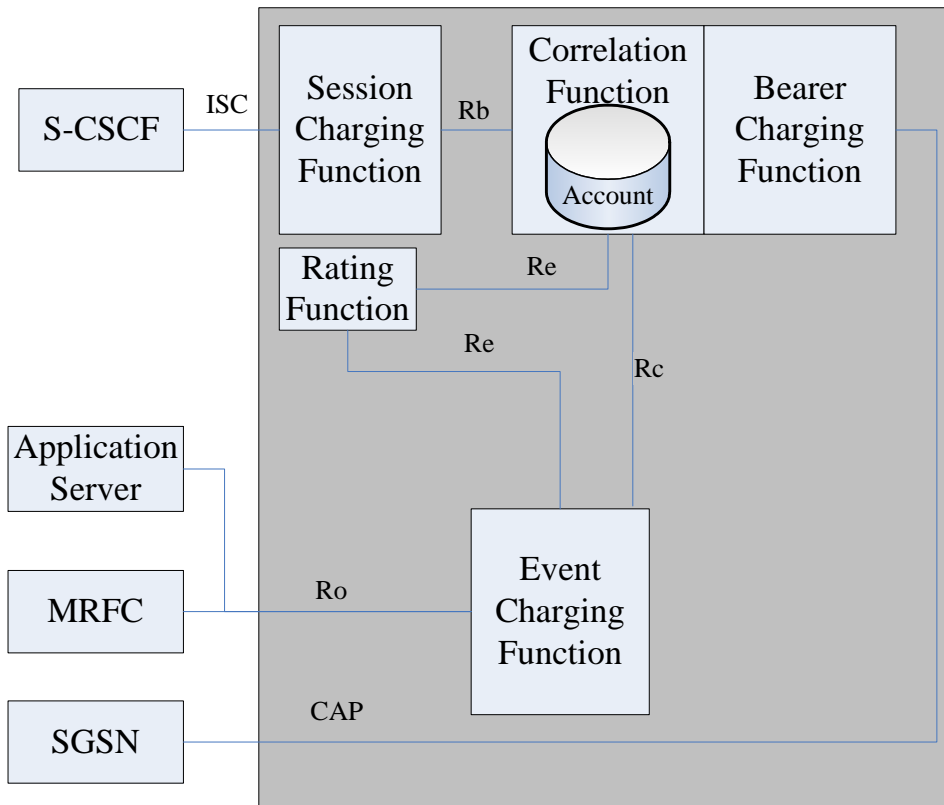 S-CSCF
ISC
Session
Charging
Function
Rb
Correlation
Function
Account
Bearer
Charging
Function
Rating
Function
Re
Re
Rc
Application
Server
MRFC
Ro
Event
Charging
Function
SGSN
CAP